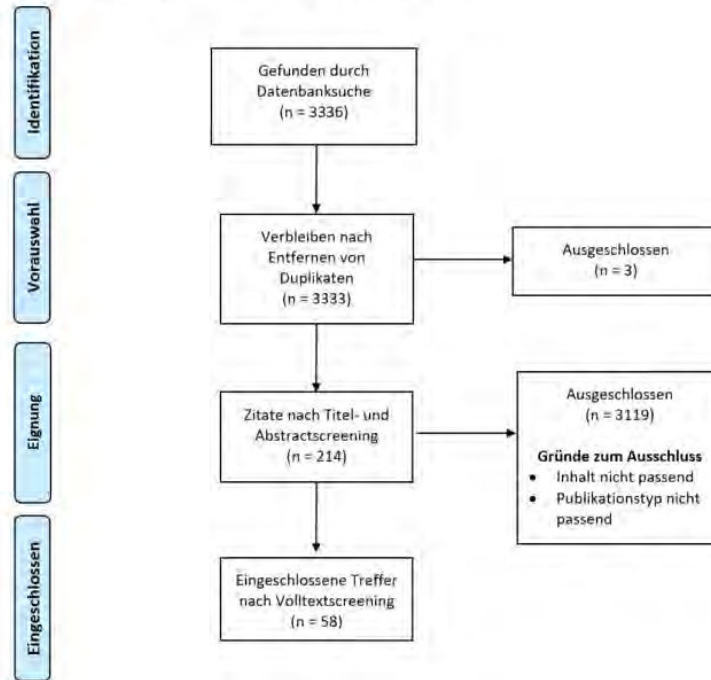 Identifikation
Gefunden durch
Datenbanksuche
(n = 3336)
Vorauswahl
Verbleiben nach
Entfernen von
Duplikaten
(n = 3333)
Ausgeschlossen
(n = 3)
Eignung
Zitate nach Titel- und
Abstractscreening
(n = 214)
Ausgeschlossen
(n = 3119)
Gründe zum Ausschluss
• Inhalt nicht passend
• Publikationstyp nicht
passend
Eingeschlossen
Eingeschlossene Treffer
nach Volltextscreening
(n = 58)